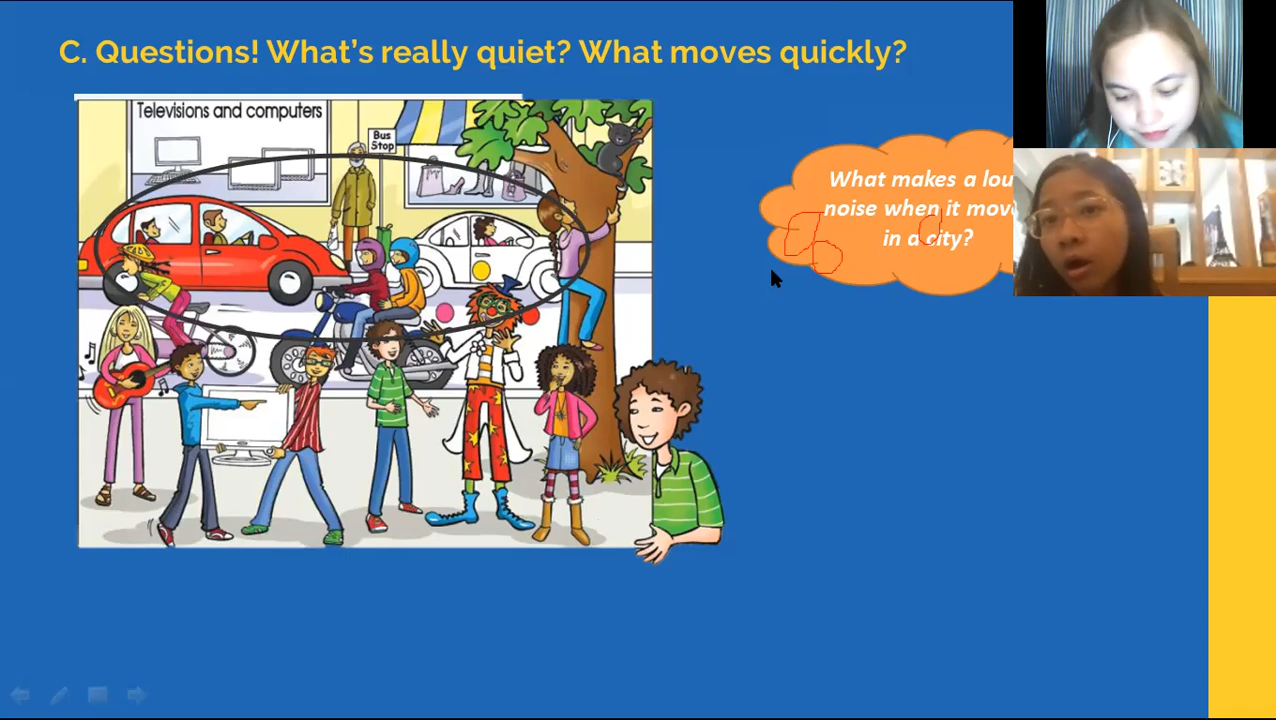 C. Questions! What's really quiet? What moves quickly?
Televisions and computers
Bus
Stop
What makes a lou
noise when it mov
in a city?